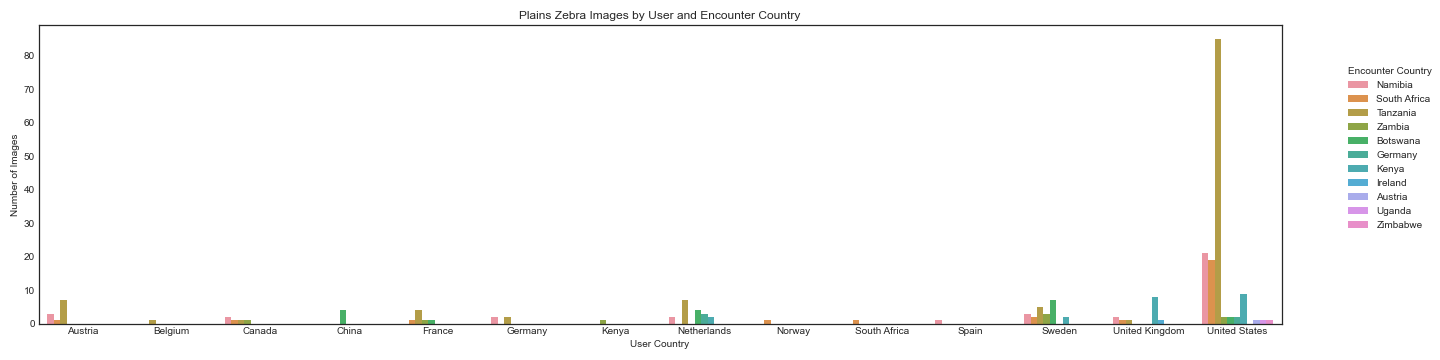 Plains Zebra Images by User and Encounter Country
Number of Images
80
70
60
50
40
30
20
10
0
Austria
Belgium
Canada
China
France
Germany
Kenya
Netherlands
Norway
South Africa
Spain
Sweden
United Kingdom
United States
User Country
Encounter Country
Namibia
South Africa
Tanzania
Zambia
Botswana
Germany
Kenya
Ireland
Austria
Uganda
Zimbabwe